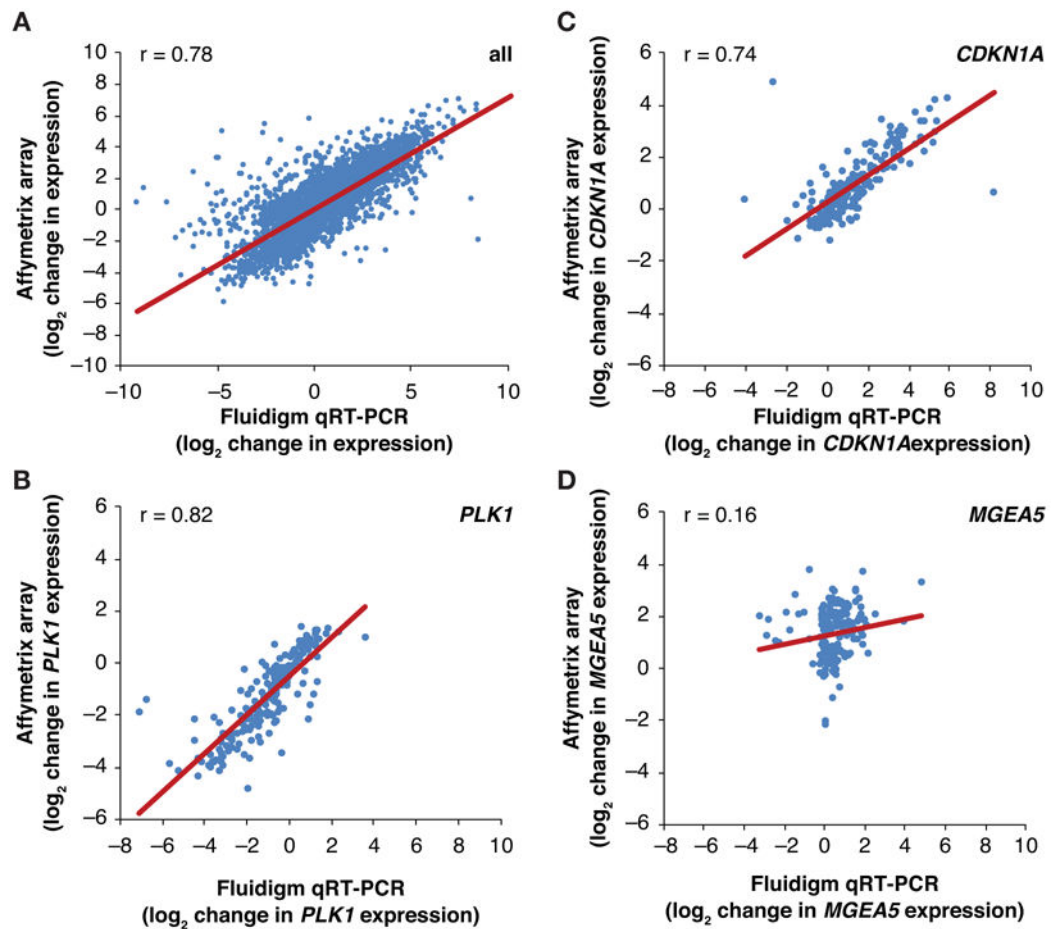 A
r = 0.78
all
Affymetrix array
(log₂ change in expression)
10
8
6
4
2
0
–2
–4
–6
–8
–10
–10 –5 0 5 10
Fluidigm qRT-PCR
(log₂ change in expression)
B
r = 0.82
PLK1
Affymetrix array
(log₂ change in PLK1 expression)
6
4
2
0
–2
–4
–6
–8 –6 –4 –2 0 2 4 6 8 10
Fluidigm qRT-PCR
(log₂ change in PLK1 expression)
C
r = 0.74
CDKN1A
Affymetrix array
(log₂ change in CDKN1A expression)
6
4
2
0
–2
–4
–6
–8 –6 –4 –2 0 2 4 6 8 10
Fluidigm qRT-PCR
(log₂ change in CDKN1Aexpression)
D
r = 0.16
MGEA5
Affymetrix array
(log₂ change in MGEA5 expression)
6
4
2
0
–2
–4
–6
–8 –6 –4 –2 0 2 4 6 8 10
Fluidigm qRT-PCR
(log₂ change in MGEA5 expression)